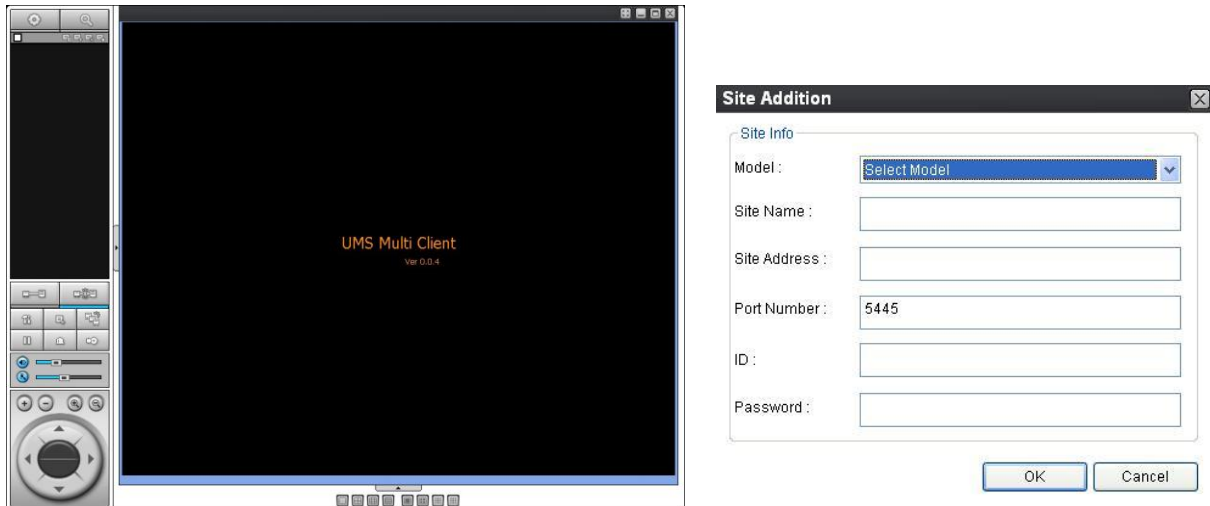 UMS Multi Client
Ver 0.0.4
Site Addition
Site Info
Model :
Select Model
Site Name :
Site Address :
Port Number :
5445
ID :
Password :
OK
Cancel